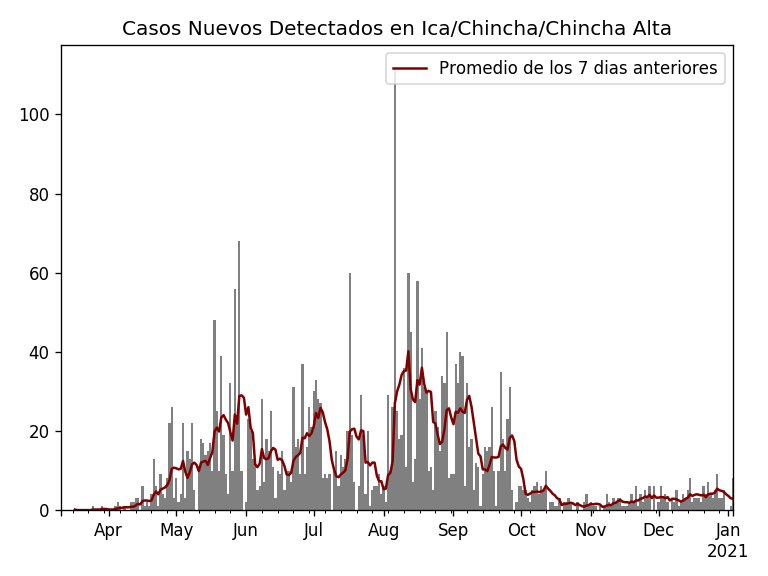 Casos Nuevos Detectados en Ica/Chincha/Chincha Alta
Promedio de los 7 dias anteriores
100
80
60
40
20
0
Apr May Jun Jul Aug Sep Oct Nov Dec Jan
2021